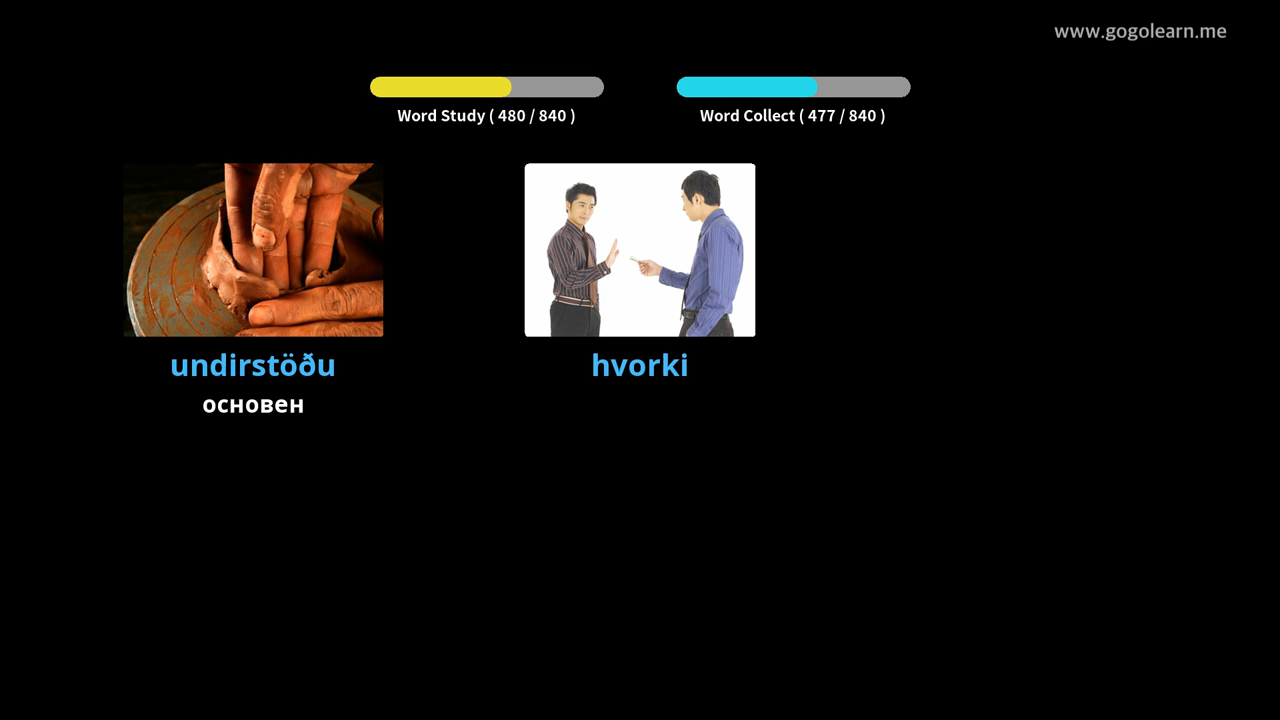 www.gogolearn.me
Word Study ( 480 / 840 )
Word Collect ( 477 / 840 )
undirstöðu
основен
hvorki